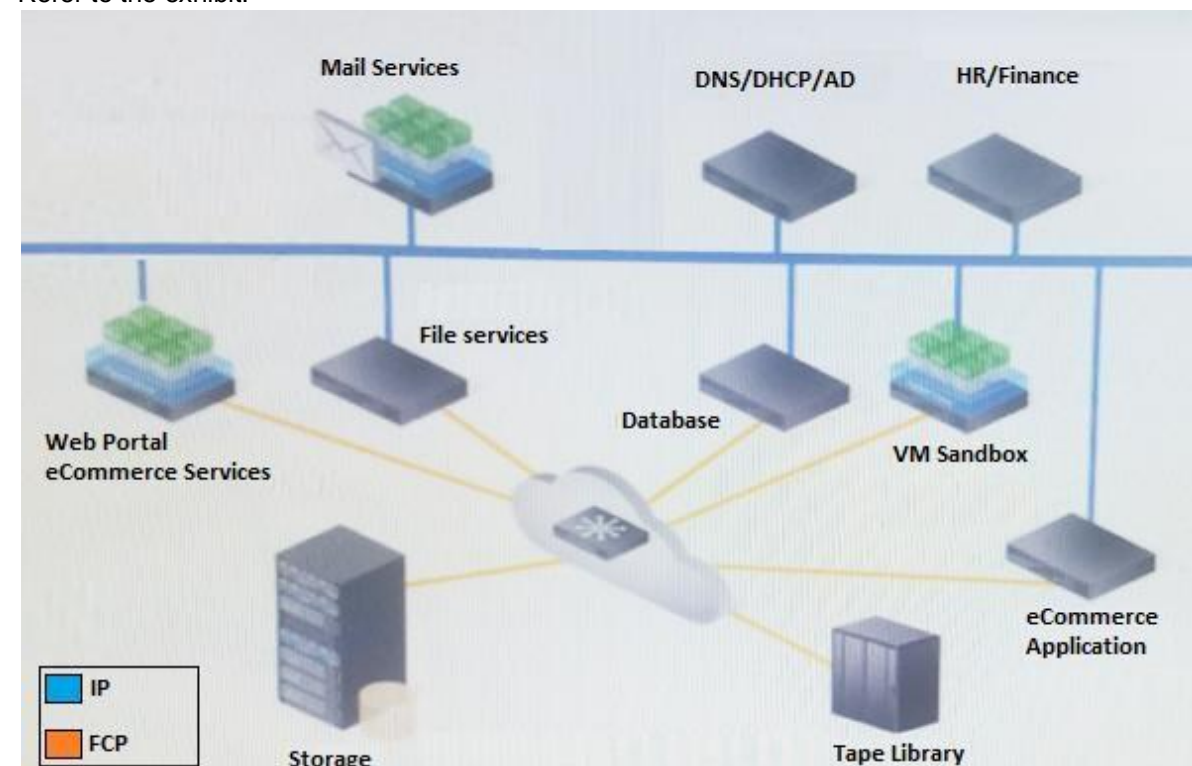 Refer to the exhibit.
Mail Services
DNS/DHCP/AD
HR/Finance
File services
Web Portal
eCommerce Services
Database
VM Sandbox
eCommerce
Application
IP
FCP
Storage
Tape Library